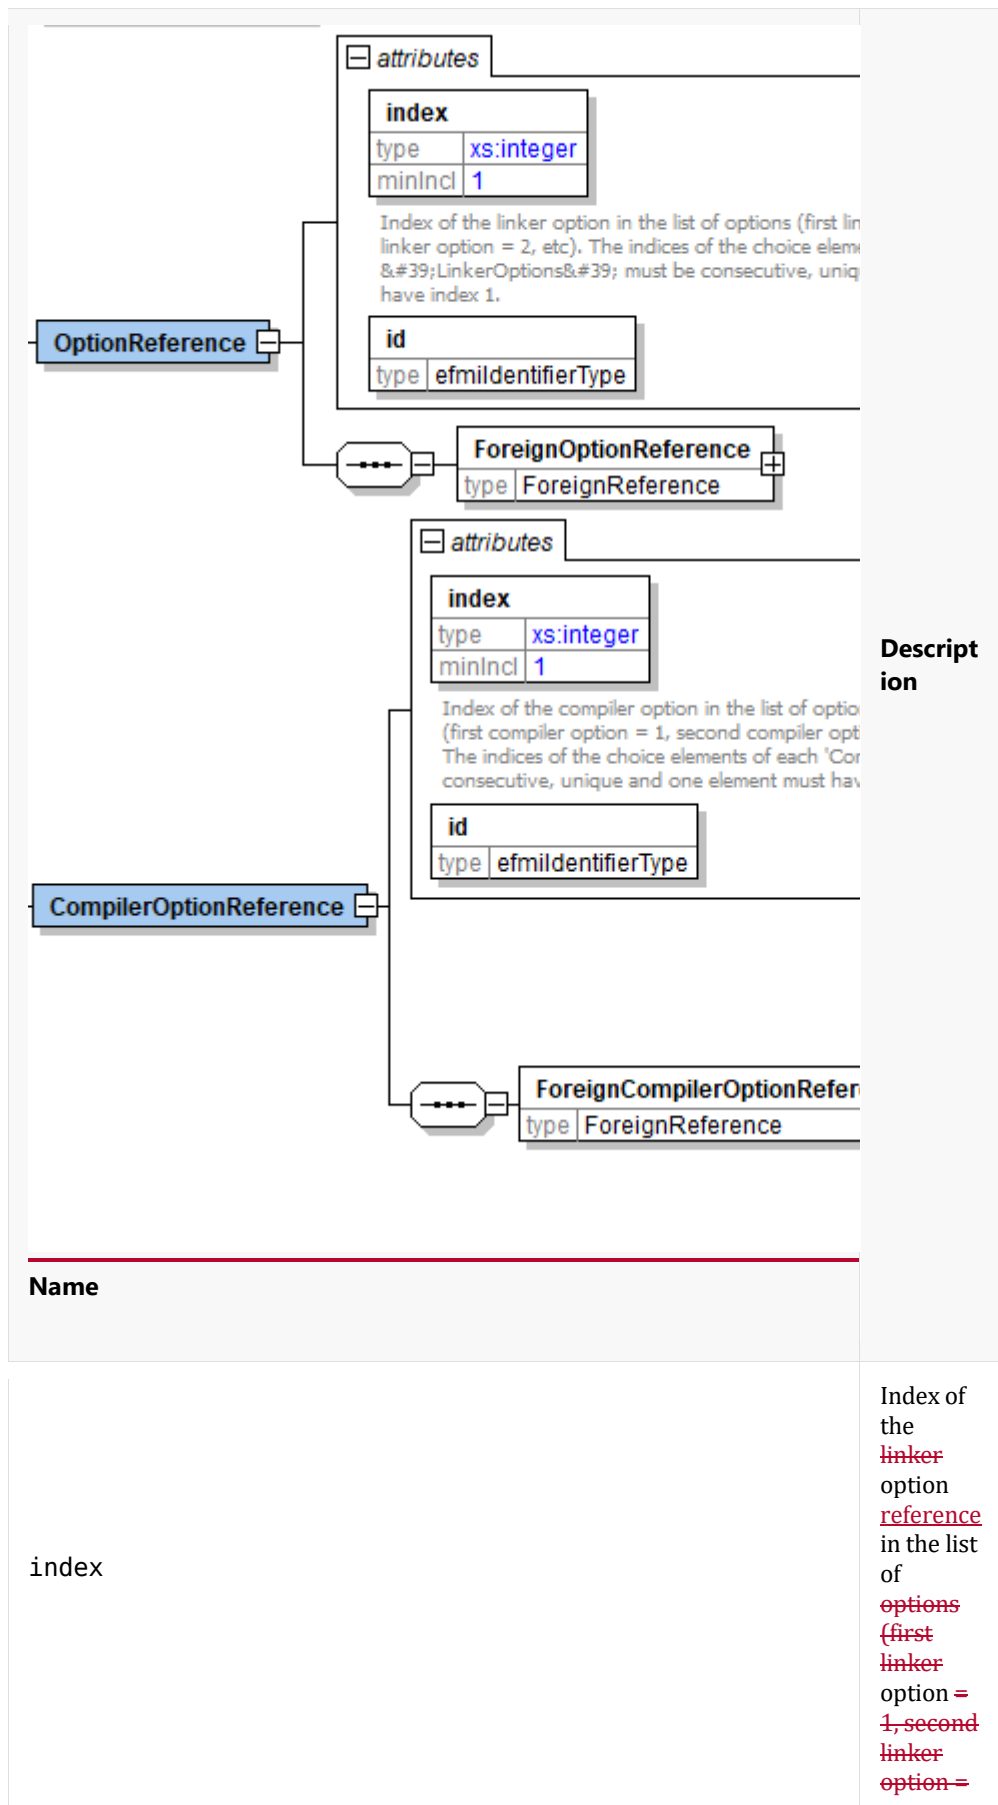 attributes
index
type xs:integer
minIncl 1
Index of the linker option in the list of options (first lin
linker option = 2, etc). The indices of the choice eleme
&#39;LinkerOptions&#39; must be consecutive, uniq
have index 1.
id
type efmiIdentifierType
OptionReference
ForeignOptionReference
type ForeignReference
attributes
index
type xs:integer
minIncl 1
Index of the compiler option in the list of optio
(first compiler option = 1, second compiler opt
The indices of the choice elements of each 'Cor
consecutive, unique and one element must hav
id
type efmiIdentifierType
CompilerOptionReference
ForeignCompilerOptionRefer
type ForeignReference
Name
Descript
ion
index
Index of
the
linker
option
reference
in the list
of
options
(first
linker
option =
1, second
linker
option =